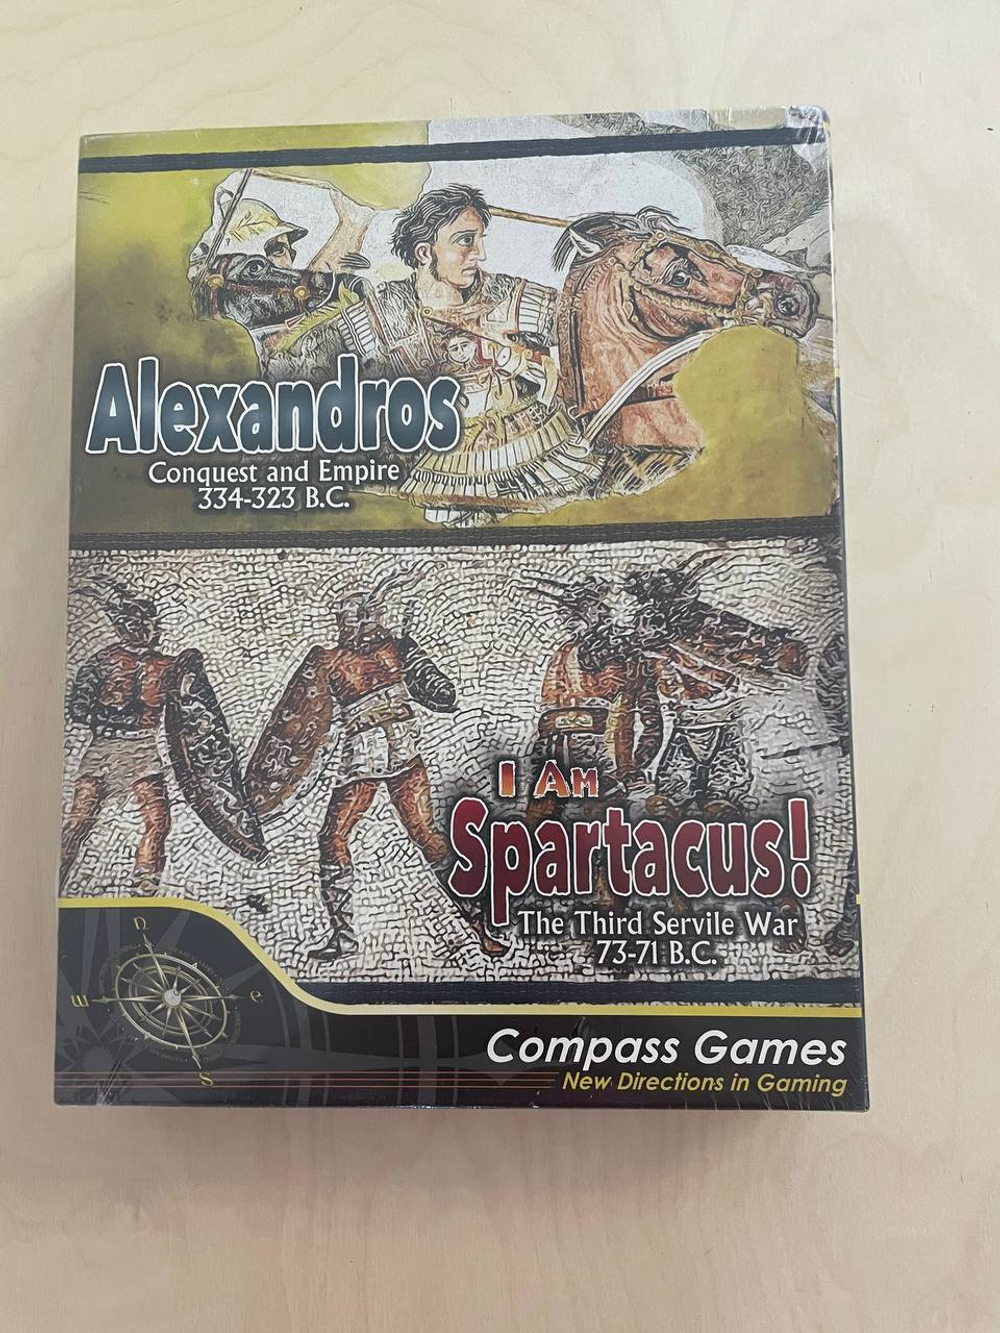 Alexandros
Conquest and Empire
334-323 B.C.
I Am
Spartacus!
The Third Servile War
73-71 B.C.
n
w e
s
Compass Games
New Directions in Gaming